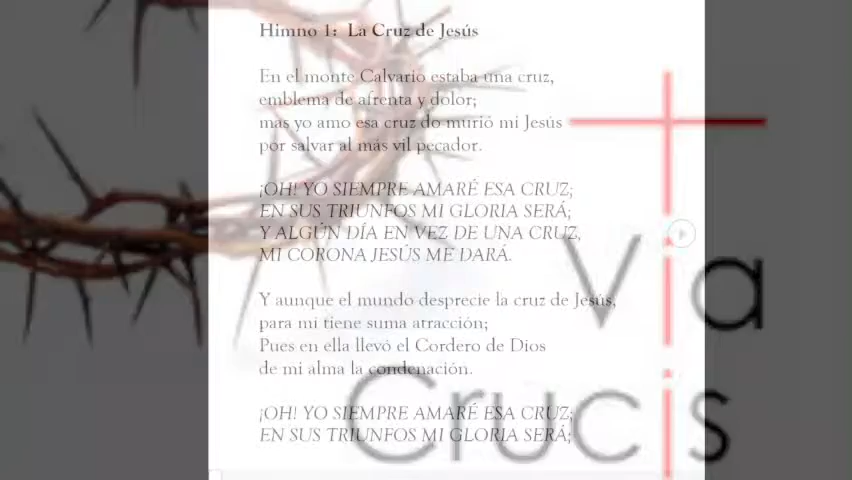 Himno 1: La Cruz de Jesús
En el monte Calvario estaba una cruz,
emblema de afrenta y dolor;
mas yo amo esa cruz do murió mi Jesús
por salvar al más vil pecador.
¡OH! YO SIEMPRE AMARÉ ESA CRUZ;
EN SUS TRIUNFOS MI GLORIA SERÁ;
Y ALGÚN DÍA EN VEZ DE UNA CRUZ,
MI CORONA JESÚS ME DARÁ.
Y aunque el mundo desprecie la cruz de Jesús,
para mi tiene suma atracción;
Pues en ella llevó el Cordero de Dios
de mi alma la condenación.
¡OH! YO SIEMPRE AMARÉ ESA CRUZ;
EN SUS TRIUNFOS MI GLORIA SERÁ;
Via
Crucis